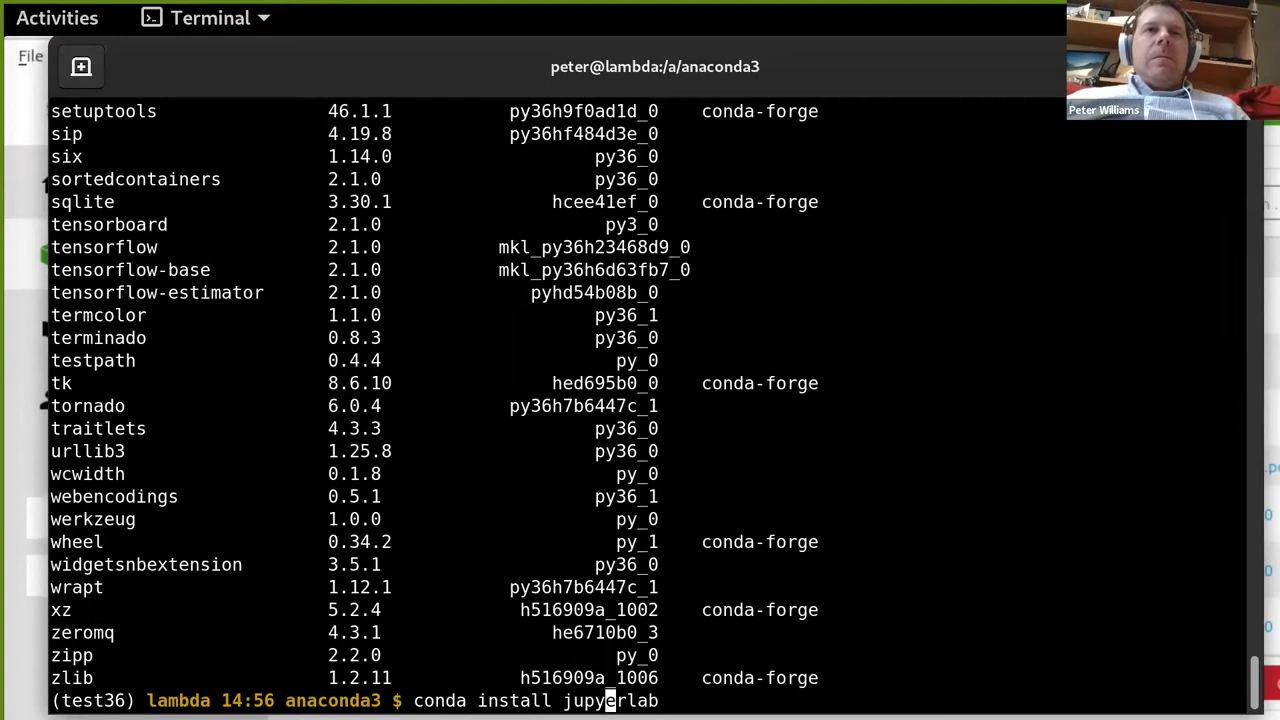 Activities Terminal
File
peter@lambda:/a/anaconda3
Peter Williams
setuptools 46.1.1 py36h9f0ad1d_0 conda-forge
sip 4.19.8 py36hf484d3e_0
six 1.14.0 py36_0
sortedcontainers 2.1.0 py36_0
sqlite 3.30.1 hcee41ef_0 conda-forge
tensorboard 2.1.0 py3_0
tensorflow 2.1.0 mkl_py36h23468d9_0
tensorflow-base 2.1.0 mkl_py36h6d63fb7_0
tensorflow-estimator 2.1.0 pyhd54b08b_0
termcolor 1.1.0 py36_1
terminado 0.8.3 py36_0
testpath 0.4.4 py_0
tk 8.6.10 hed695b0_0 conda-forge
tornado 6.0.4 py36h7b6447c_1
traitlets 4.3.3 py36_0
urllib3 1.25.8 py36_0
wcwidth 0.1.8 py_0
webencodings 0.5.1 py36_1
werkzeug 1.0.0 py_0
wheel 0.34.2 py_1 conda-forge
widgetsnbextension 3.5.1 py36_0
wrapt 1.12.1 py36h7b6447c_1
xz 5.2.4 h516909a_1002 conda-forge
zeromq 4.3.1 he6710b0_3
zipp 2.2.0 py_0
zlib 1.2.11 h516909a_1006 conda-forge
(test36) lambda 14:56 anaconda3 $ conda install jupyerlab